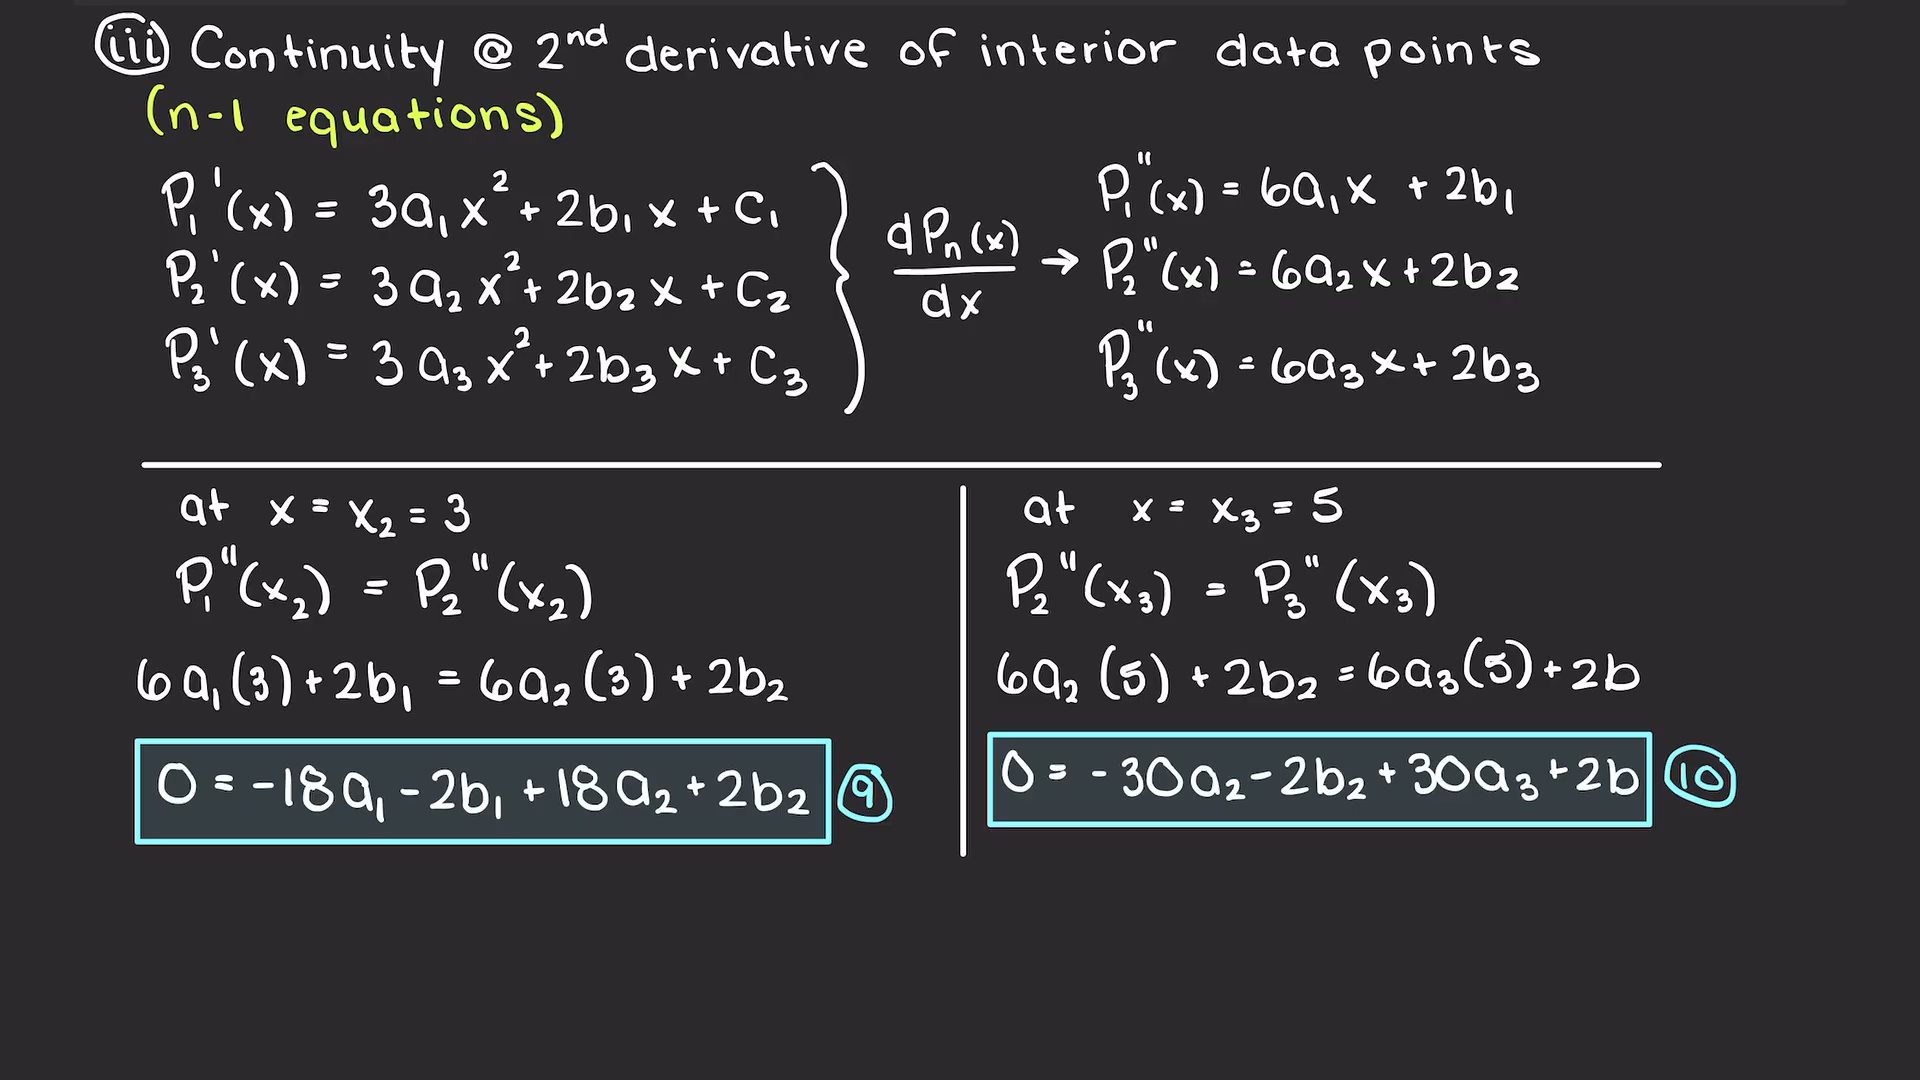 (iii) Continuity @ 2nd derivative of interior data points
(n-1 equations)
P₁'(x) = 3a₁x² + 2b₁x + C₁
P₂'(x) = 3a₂x² + 2b₂x + C₂
P₃'(x) = 3a₃x² + 2b₃x + C₃
dPₙ(x)
dx
→
P₁"(x) = 6a₁x + 2b₁
P₂"(x) = 6a₂x + 2b₂
P₃"(x) = 6a₃x + 2b₃
at x = x₂ = 3
P₁"(x₂) = P₂"(x₂)
6a₁(3) + 2b₁ = 6a₂(3) + 2b₂
0 = -18a₁ - 2b₁ + 18a₂ + 2b₂ (9)
at x = x₃ = 5
P₂"(x₃) = P₃"(x₃)
6a₂(5) + 2b₂ = 6a₃(5) + 2b
0 = -30a₂ - 2b₂ + 30a₃ + 2b (10)